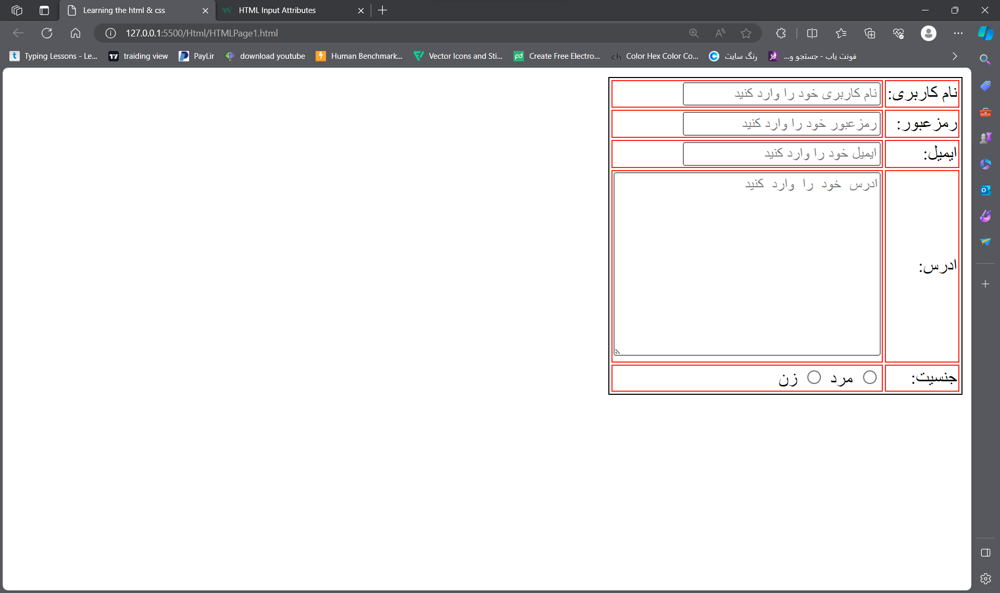 Learning the html & css
HTML Input Attributes
127.0.0.1:5500/Html/HTMLPage1.html
Typing Lessons - Le...
traiding view
PayLir
download youtube
Human Benchmark...
Vector Icons and Sti...
Create Free Electro...
ch Color Hex Color Co...
رنگ سایت
فونت یاب - جستجو و...
نام کاربری: نام کاربری خود را وارد کنید
رمزعبور: رمزعبور خود را وارد کنید
ایمیل: ایمیل خود را وارد کنید
ادرس: ادرس خود را وارد کنید
جنسیت: مرد زن